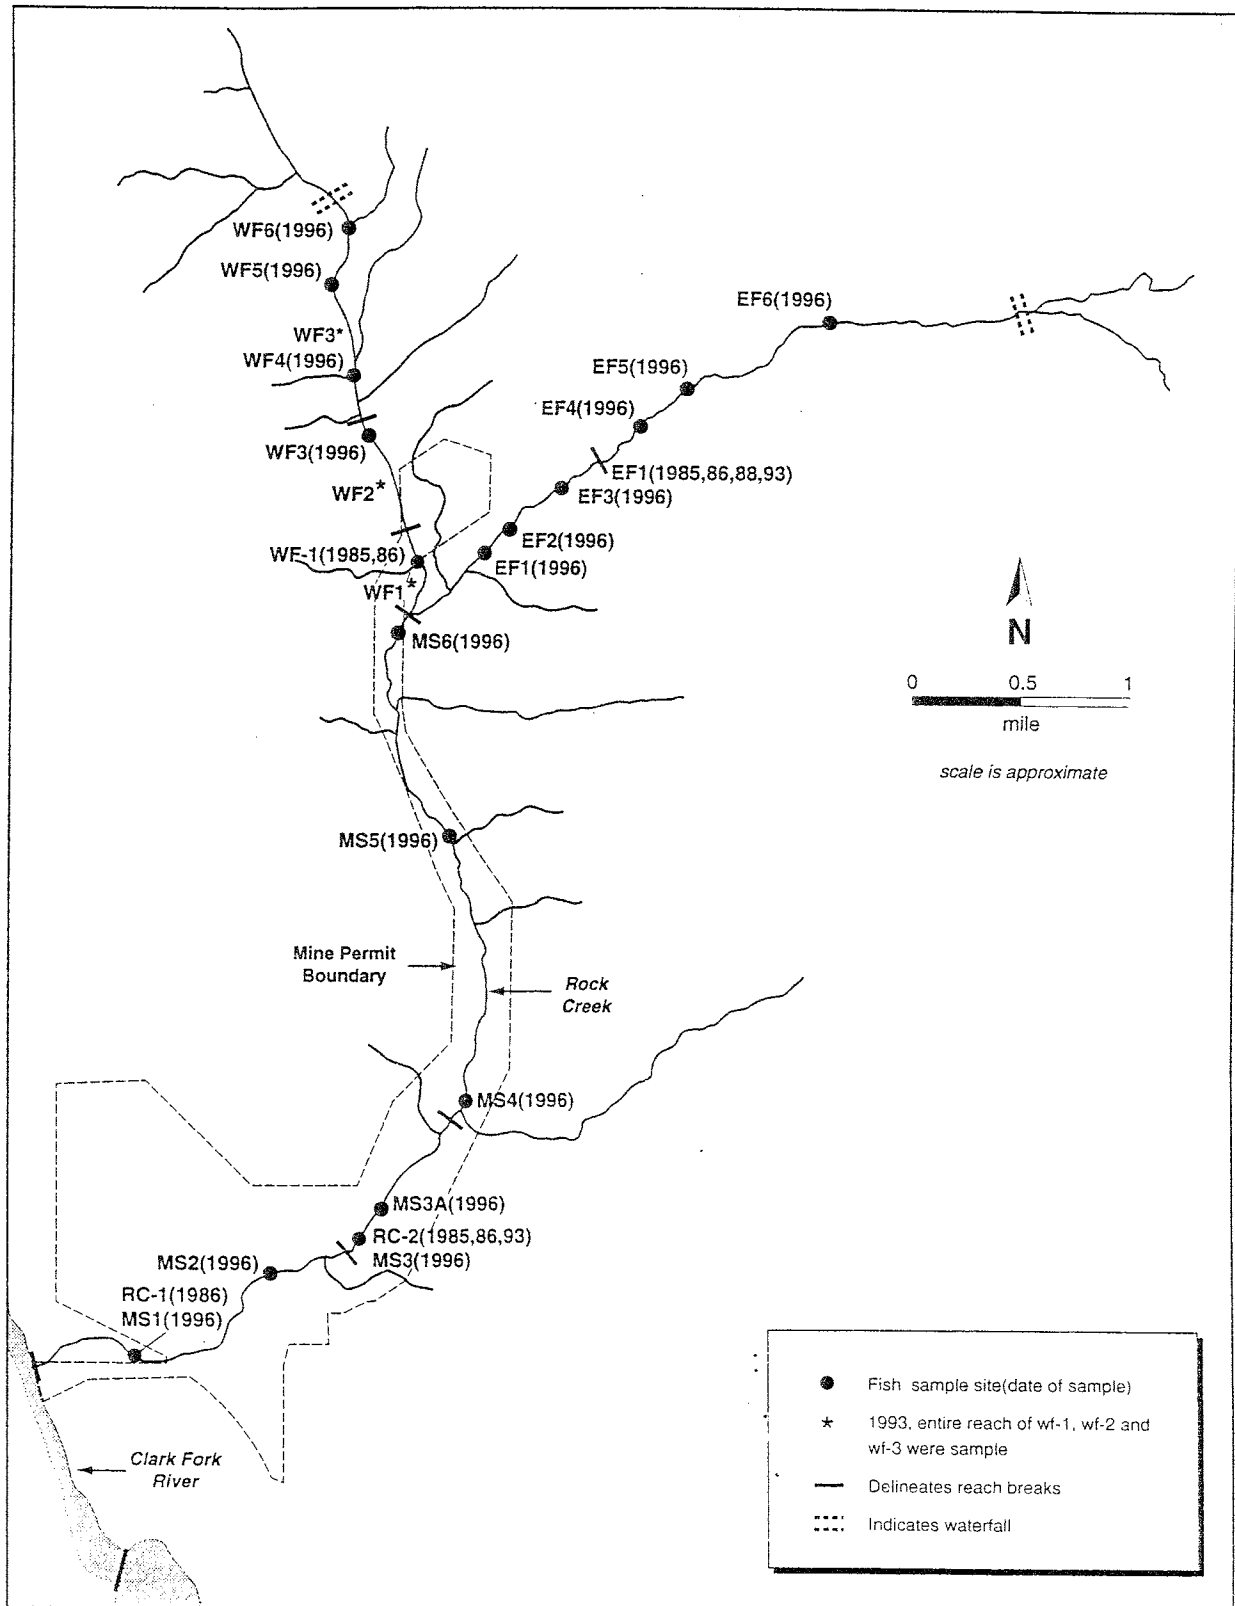 WF6(1996)
WF5(1996)
WF3*
WF4(1996)
WF3(1996)
WF2*
WF-1(1985,86)
WF1*
EF6(1996)
EF5(1996)
EF4(1996)
EF1(1985,86,88,93)
EF3(1996)
EF2(1996)
EF1(1996)
MS6(1996)
N
0 0.5 1
mile
scale is approximate
MS5(1996)
Mine Permit
Boundary
Rock
Creek
MS4(1996)
MS3A(1996)
RC-2(1985,86,93)
MS3(1996)
MS2(1996)
RC-1(1986)
MS1(1996)
Clark Fork
River
Fish sample site(date of sample)
* 1993, entire reach of wf-1, wf-2 and
wf-3 were sample
Delineates reach breaks
Indicates waterfall